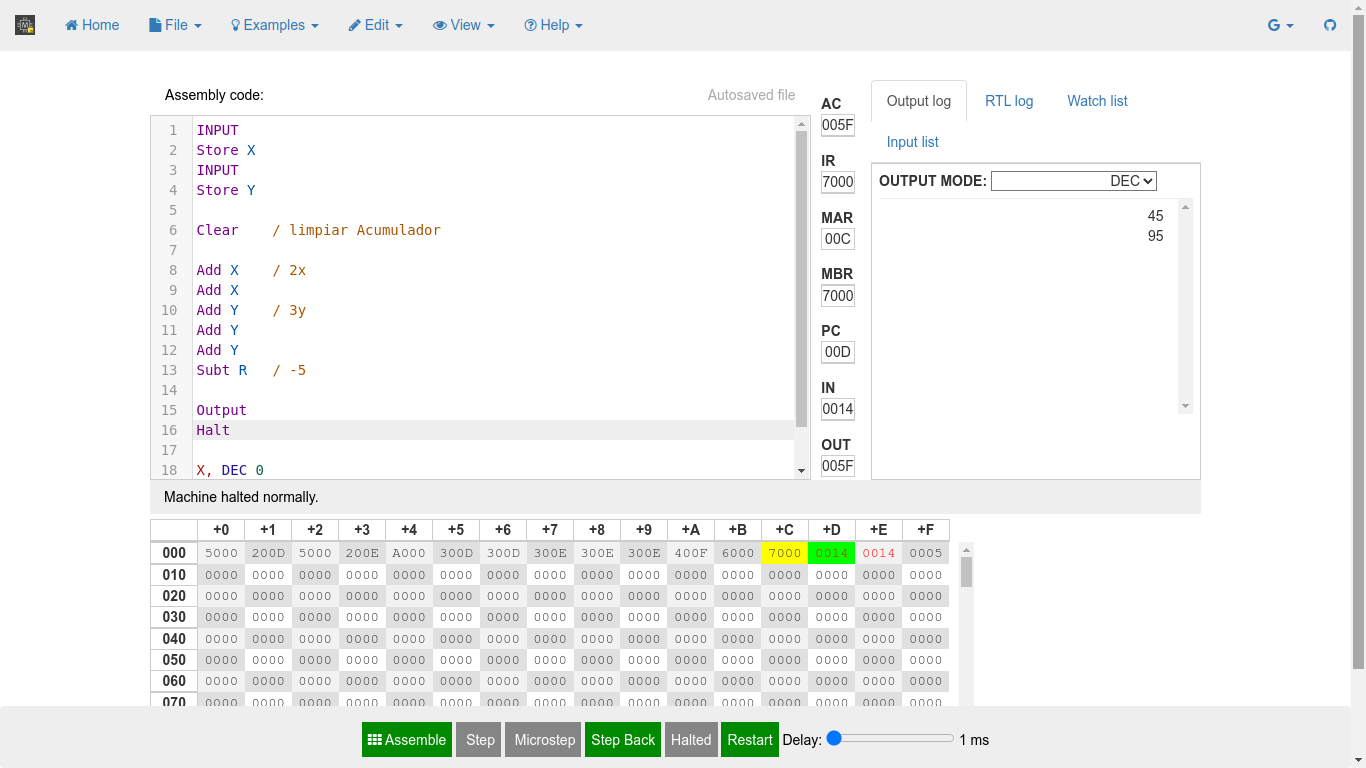 Home File Examples Edit View Help G
Assembly code: Autosaved file
1 INPUT
2 Store X
3 INPUT
4 Store Y
5
6 Clear / limpiar Acumulador
7
8 Add X / 2x
9 Add X
10 Add Y / 3y
11 Add Y
12 Add Y
13 Subt R / -5
14
15 Output
16 Halt
17
18 X, DEC 0
AC
005F
IR
7000
MAR
00C
MBR
7000
PC
00D
IN
0014
OUT
005F
Output log RTL log Watch list
Input list
OUTPUT MODE: DEC
45
95
Machine halted normally.
+0 +1 +2 +3 +4 +5 +6 +7 +8 +9 +A +B +C +D +E +F
000 5000 200D 5000 200E A000 300D 300D 300E 300E 300E 400F 6000 7000 0014 0014 0005
010 0000 0000 0000 0000 0000 0000 0000 0000 0000 0000 0000 0000 0000 0000 0000 0000
020 0000 0000 0000 0000 0000 0000 0000 0000 0000 0000 0000 0000 0000 0000 0000 0000
030 0000 0000 0000 0000 0000 0000 0000 0000 0000 0000 0000 0000 0000 0000 0000 0000
040 0000 0000 0000 0000 0000 0000 0000 0000 0000 0000 0000 0000 0000 0000 0000 0000
050 0000 0000 0000 0000 0000 0000 0000 0000 0000 0000 0000 0000 0000 0000 0000 0000
060 0000 0000 0000 0000 0000 0000 0000 0000 0000 0000 0000 0000 0000 0000 0000 0000
070 0000 0000 0000 0000 0000 0000 0000 0000 0000 0000 0000 0000 0000 0000 0000 0000
Assemble Step Microstep Step Back Halted Restart Delay: 1 ms